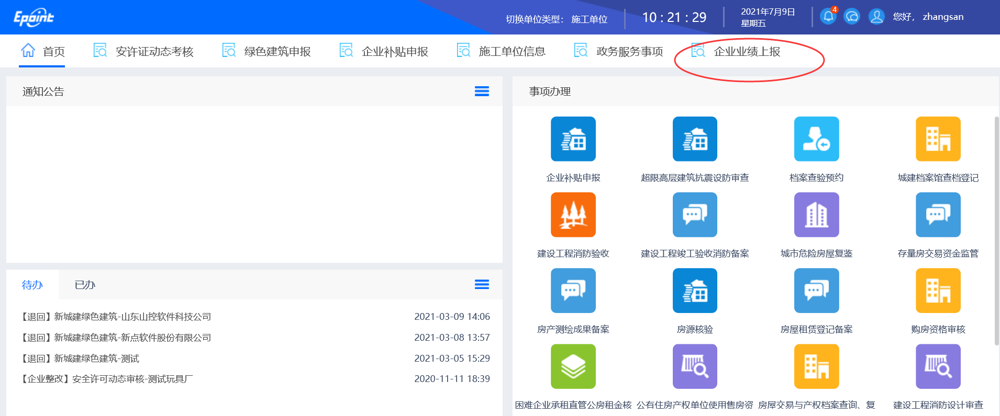 Epoint
切换单位类型： 施工单位
10 : 21 : 29
2021年7月9日
星期五
4
您好， zhangsan
首页
安许证动态考核
绿色建筑申报
企业补贴申报
施工单位信息
政务服务事项
企业业绩上报
通知公告
待办
已办
【退回】新城建绿色建筑-山东山控软件科技公司 2021-03-09 14:06
【退回】新城建绿色建筑-新点软件股份有限公司 2021-03-08 13:57
【退回】新城建绿色建筑-测试 2021-03-05 15:29
【企业整改】安全许可动态审核-测试玩具厂 2020-11-11 18:39
事项办理
企业补贴申报
超限高层建筑抗震设防审查
档案查验预约
城建档案馆查档登记
建设工程消防验收
建设工程竣工验收消防备案
城市危险房屋复鉴
存量房交易资金监管
房产测绘成果备案
房源核验
房屋租赁登记备案
购房资格审核
困难企业承租直管公房租金核
公有住房产权单位使用售房资
房屋交易与产权档案查询、复
建设工程消防设计审查